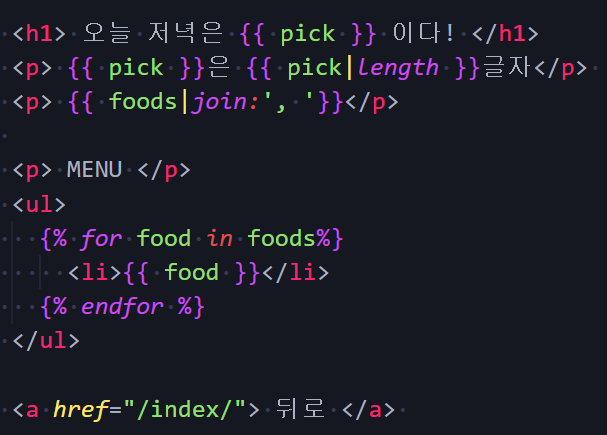 <h1> 오늘 저녁은 {{ pick }} 이다! </h1>
<p> {{ pick }}은 {{ pick|length }}글자</p>
<p> {{ foods|join:', '}}</p>
<p> MENU </p>
<ul>
{% for food in foods%}
<li>{{ food }}</li>
{% endfor %}
</ul>
<a href="/index/"> 뒤로 </a>